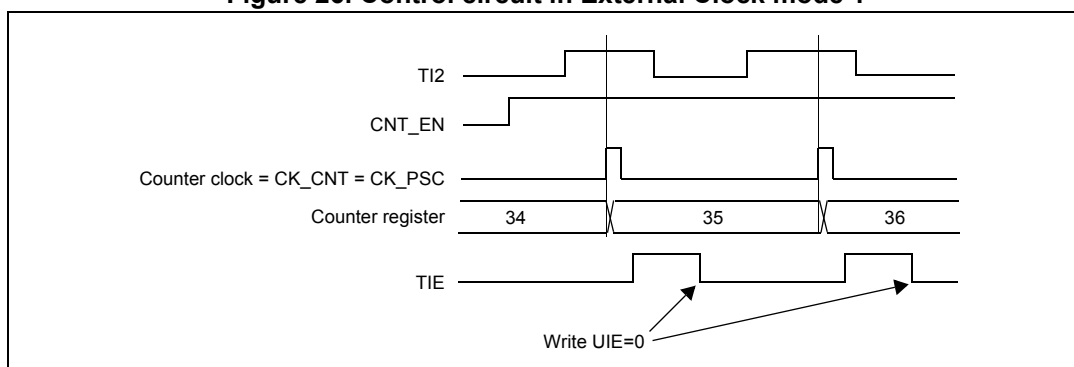 Figure 20. Control circuit in External Clock mode 1
TI2
CNT_EN
Counter clock = CK_CNT = CK_PSC
Counter register
34
35
36
TIE
Write UIE=0